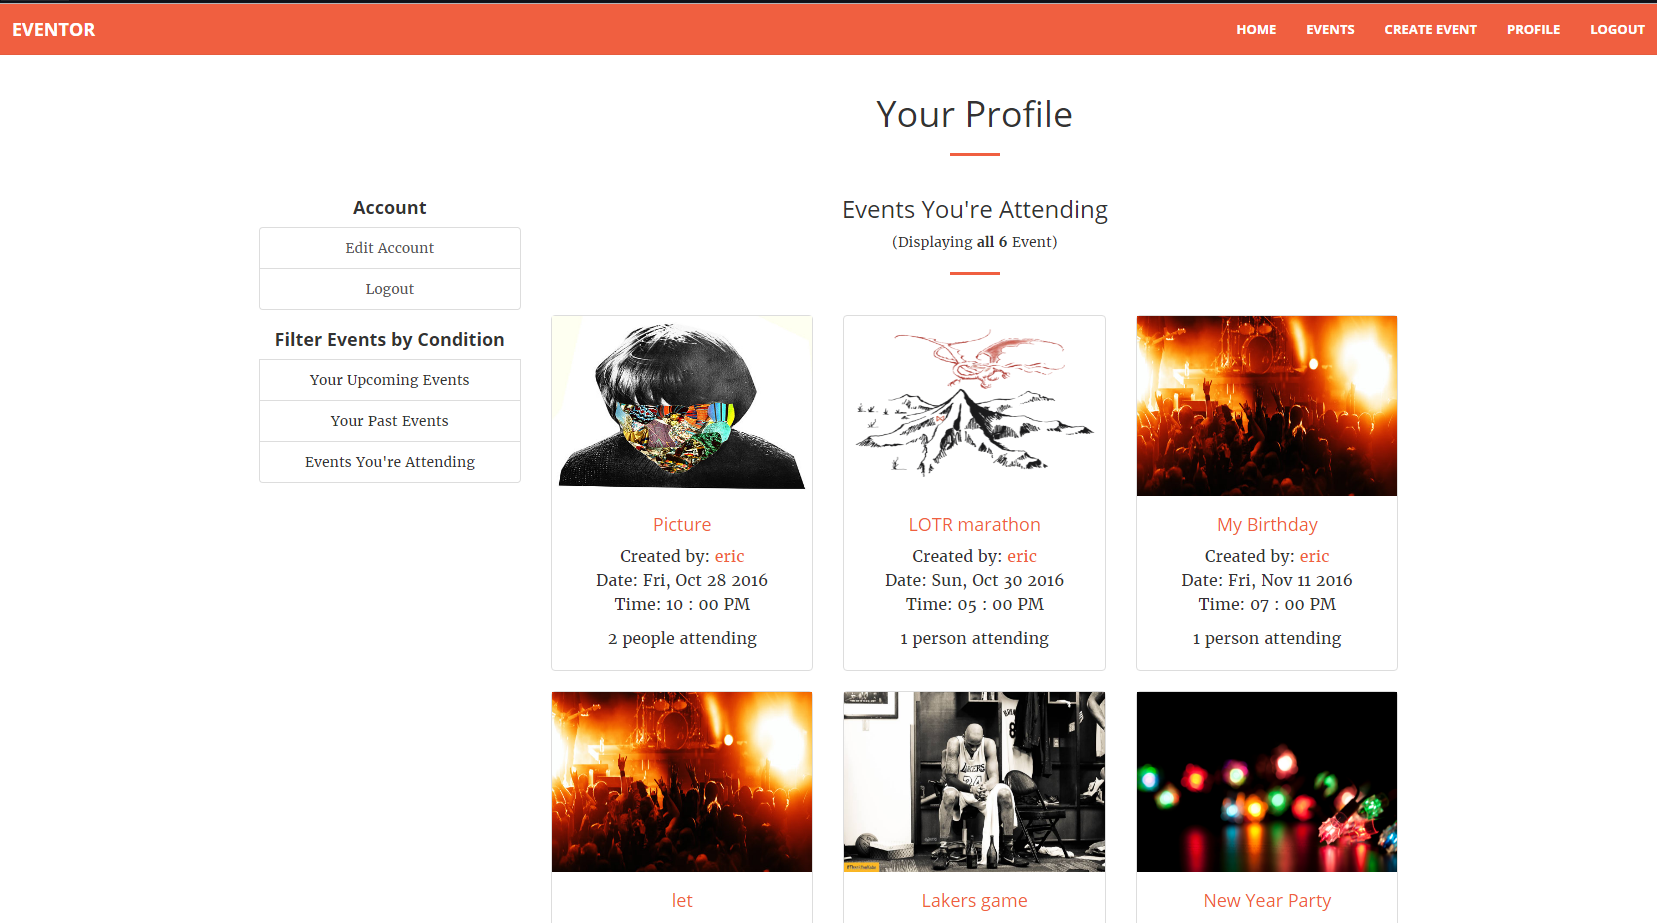 EVENTOR
HOME EVENTS CREATE EVENT PROFILE LOGOUT
Your Profile
Account
Edit Account
Logout
Filter Events by Condition
Your Upcoming Events
Your Past Events
Events You're Attending
Events You're Attending
(Displaying all 6 Event)
Picture
Created by: eric
Date: Fri, Oct 28 2016
Time: 10 : 00 PM
2 people attending
LOTR marathon
Created by: eric
Date: Sun, Oct 30 2016
Time: 05 : 00 PM
1 person attending
My Birthday
Created by: eric
Date: Fri, Nov 11 2016
Time: 07 : 00 PM
1 person attending
let
LAKERS
24
8
Lakers game
New Year Party